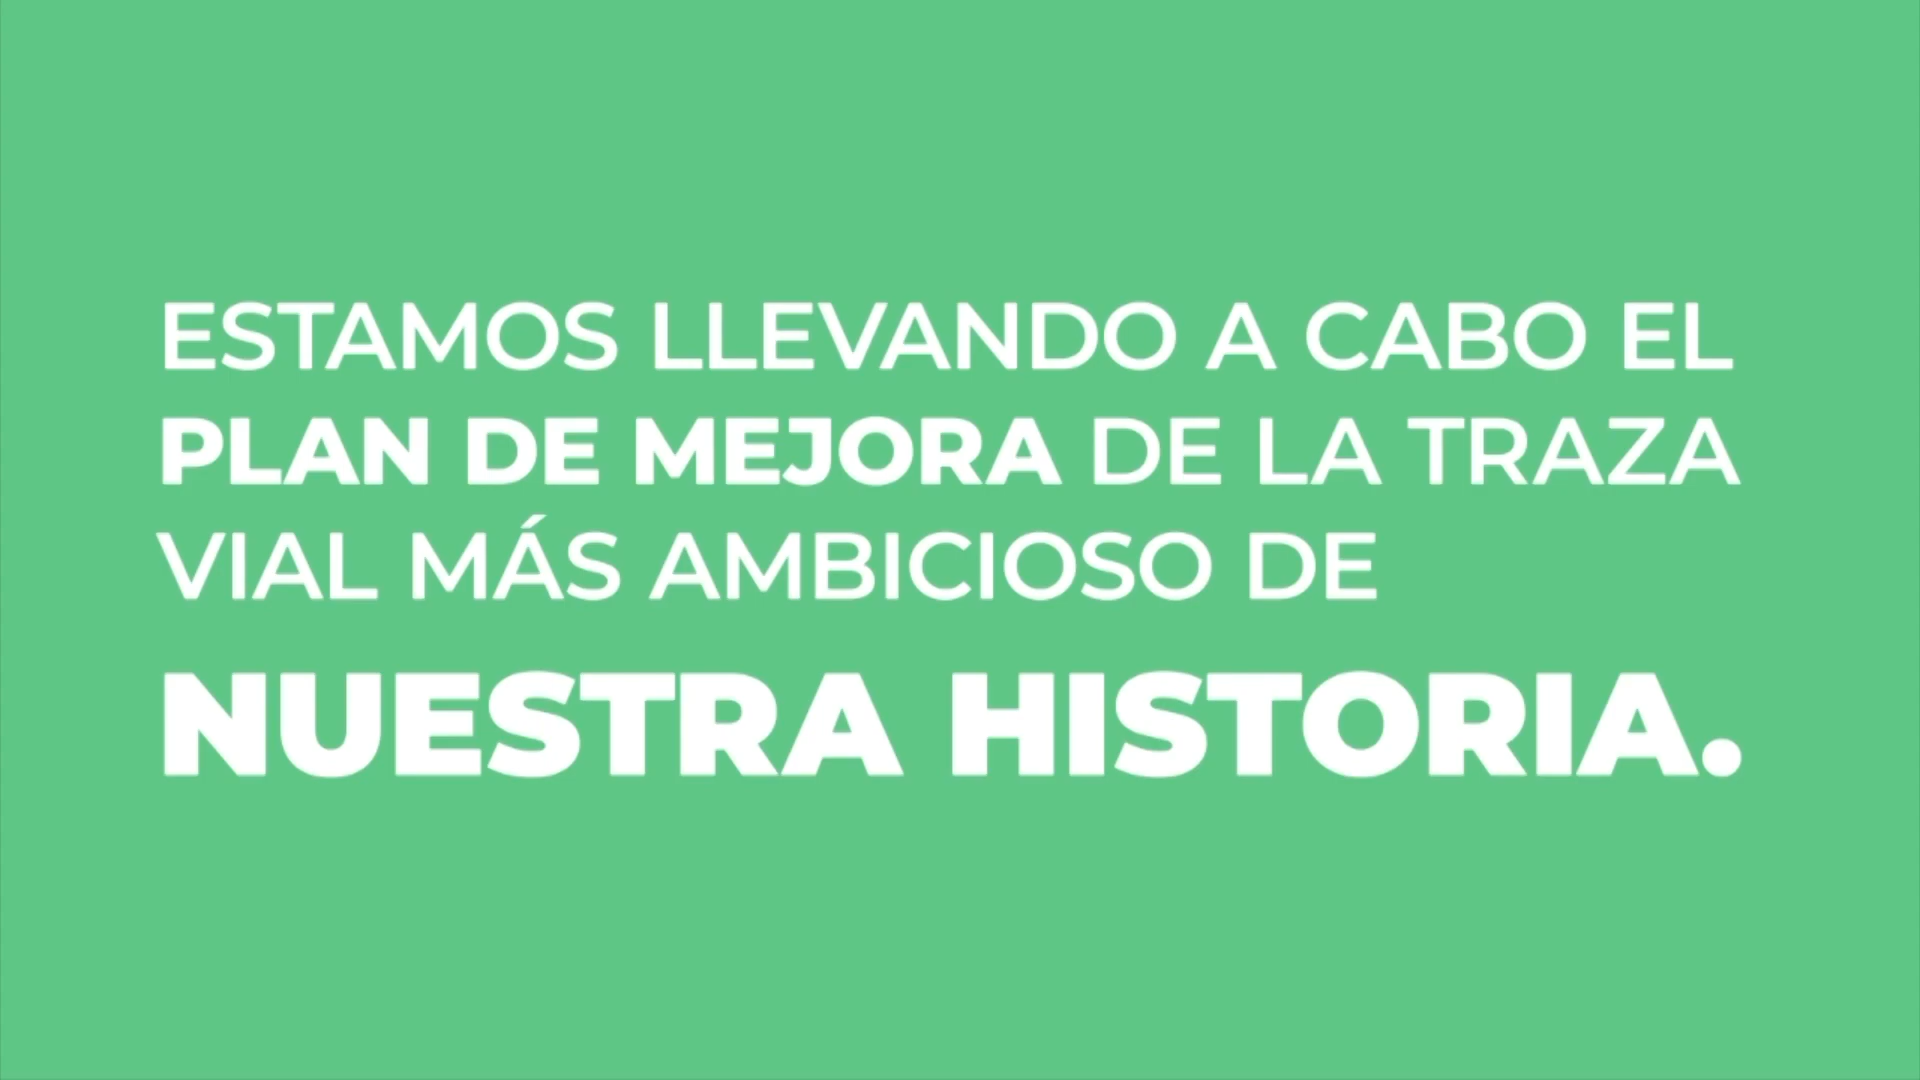 ESTAMOS LLEVANDO A CABO EL
PLAN DE MEJORA DE LA TRAZA
VIAL MÁS AMBICIOSO DE
NUESTRA HISTORIA.